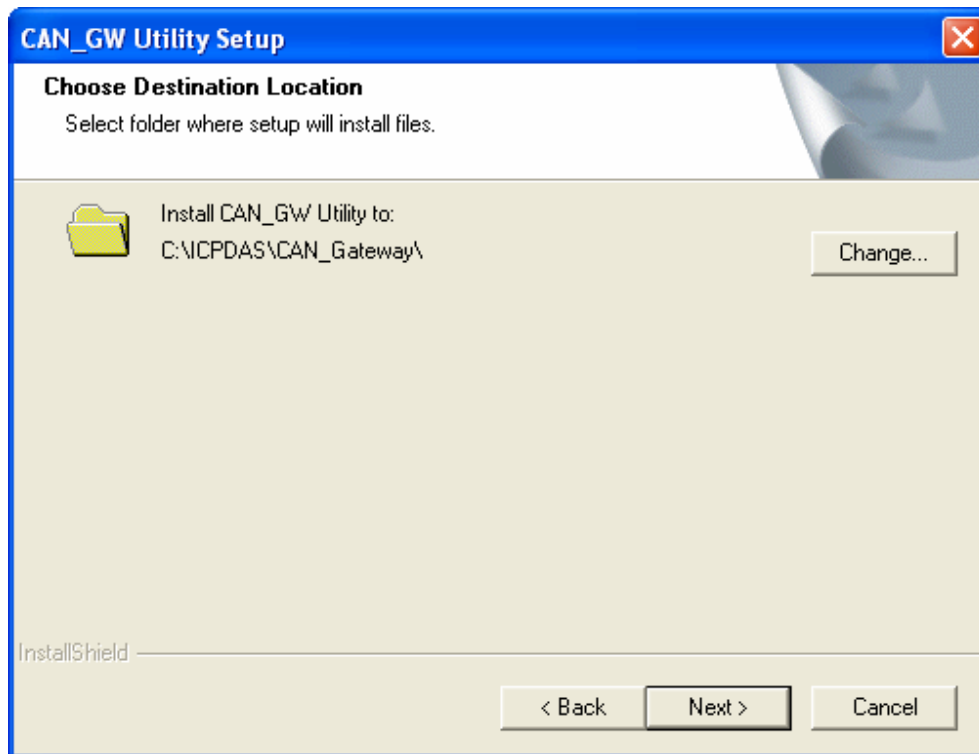 CAN_GW Utility Setup
Choose Destination Location
Select folder where setup will install files.
Install CAN_GW Utility to:
C:\ICPDAS\CAN_Gateway\
Change...
InstallShield
< Back
Next >
Cancel